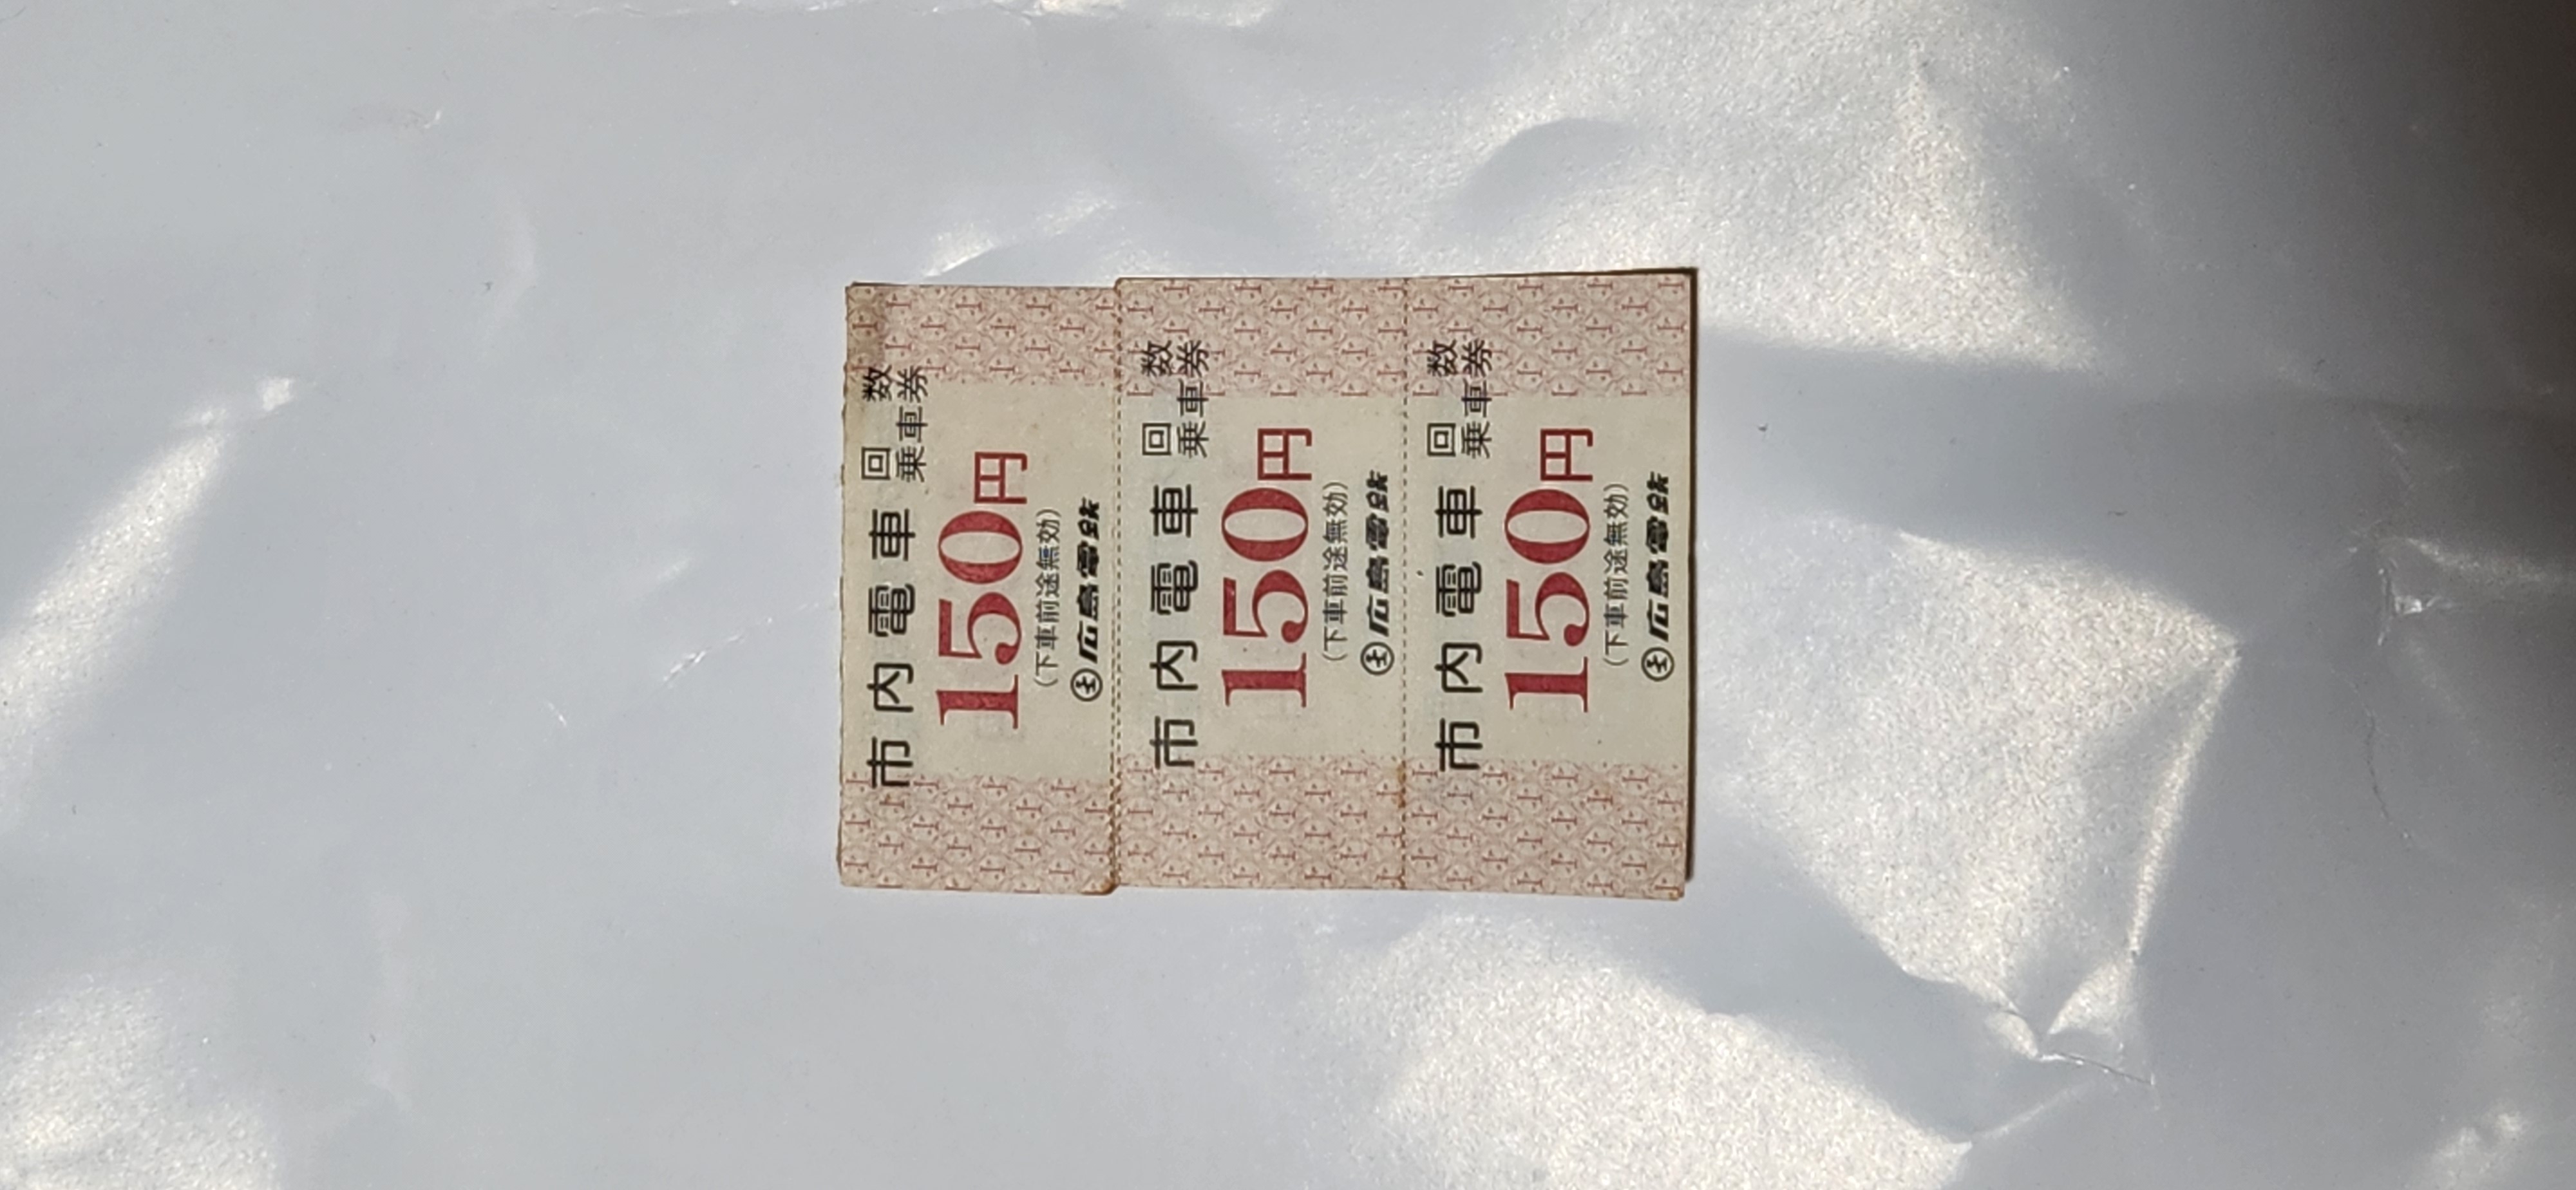 市内電車 回数乗車券
150円
(下車前途無効)
広島電鉄
市内電車 回数乗車券
150円
(下車前途無効)
広島電鉄
市内電車 回数乗車券
150円
(下車前途無効)
広島電鉄